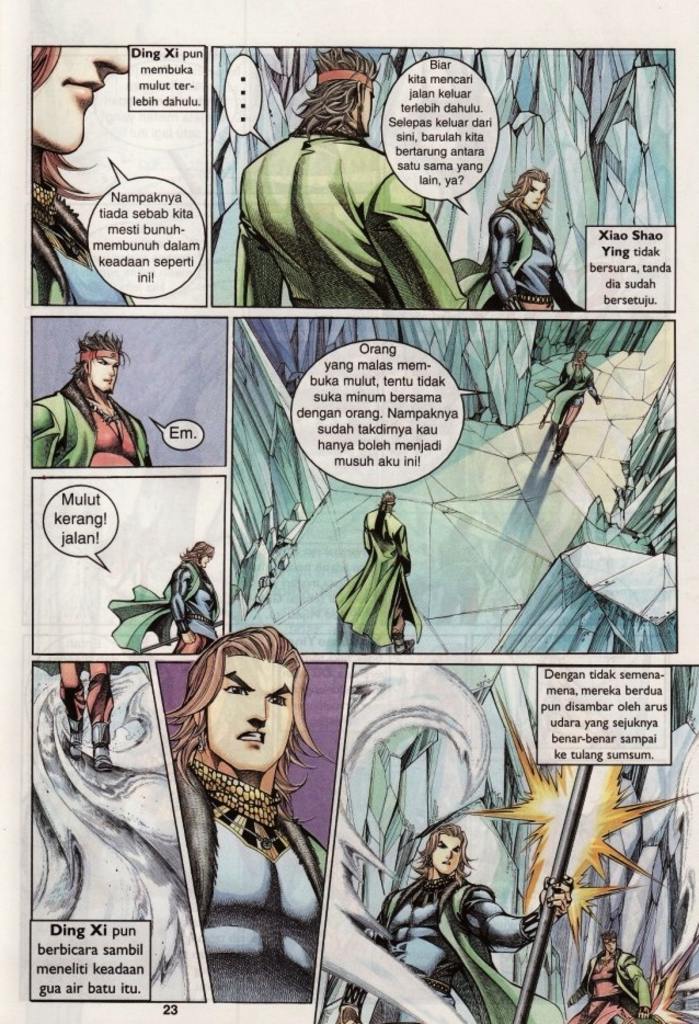 Ding Xi pun
membuka
mulut ter-
lebih dahulu.
Nampaknya
tiada sebab kita
mesti bunuh-
membunuh dalam
keadaan seperti
ini!
Biar
kita mencari
jalan keluar
terlebih dahulu.
Selepas keluar dari
sini, barulah kita
bertarung antara
satu sama yang
lain, ya?
Xiao Shao
Ying tidak
bersuara, tanda
dia sudah
bersetuju.
Em.
Orang
yang malas mem-
buka mulut, tentu tidak
suka minum bersama
dengan orang. Nampaknya
sudah takdirnya kau
hanya boleh menjadi
musuh aku ini!
Mulut
kerang!
jalan!
Ding Xi pun
berbicara sambil
meneliti keadaan
gua air batu itu.
Dengan tidak semena-
mena, mereka berdua
pun disambar oleh arus
udara yang sejuknya
benar-benar sampai
ke tulang sumsum.
23